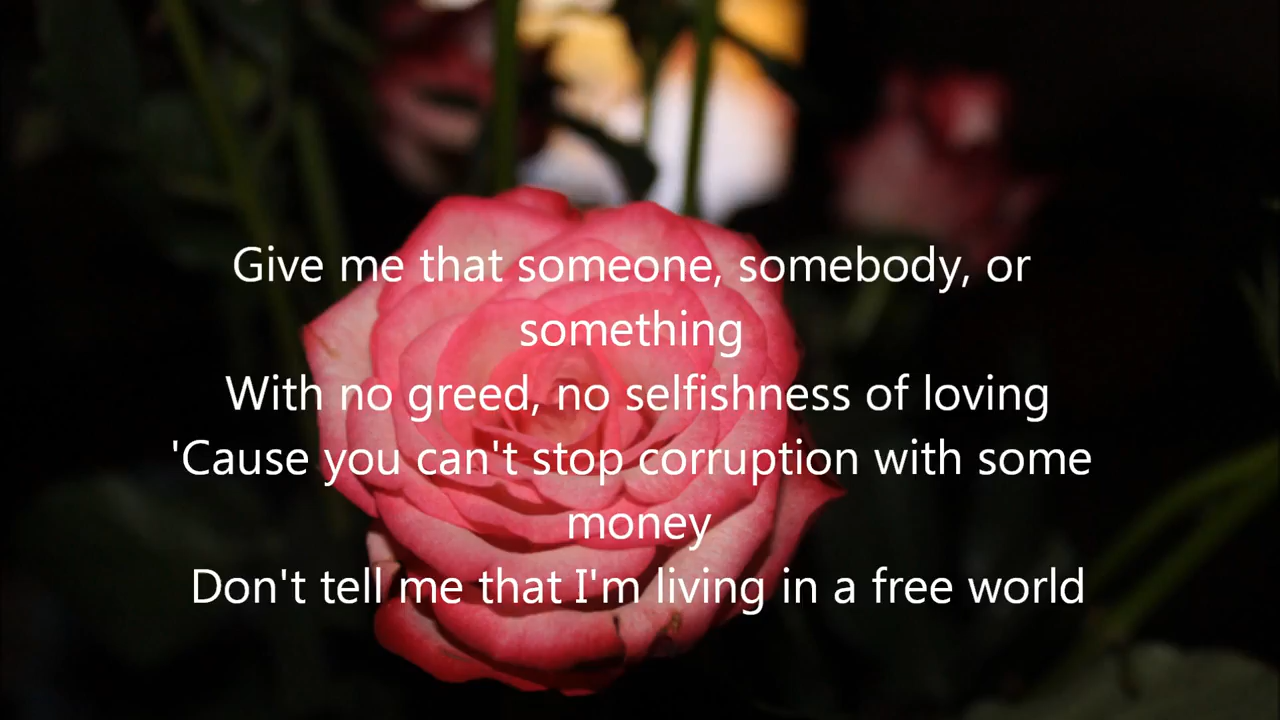 Give me that someone, somebody, or
something
With no greed, no selfishness of loving
'Cause you can't stop corruption with some
money
Don't tell me that I'm living in a free world